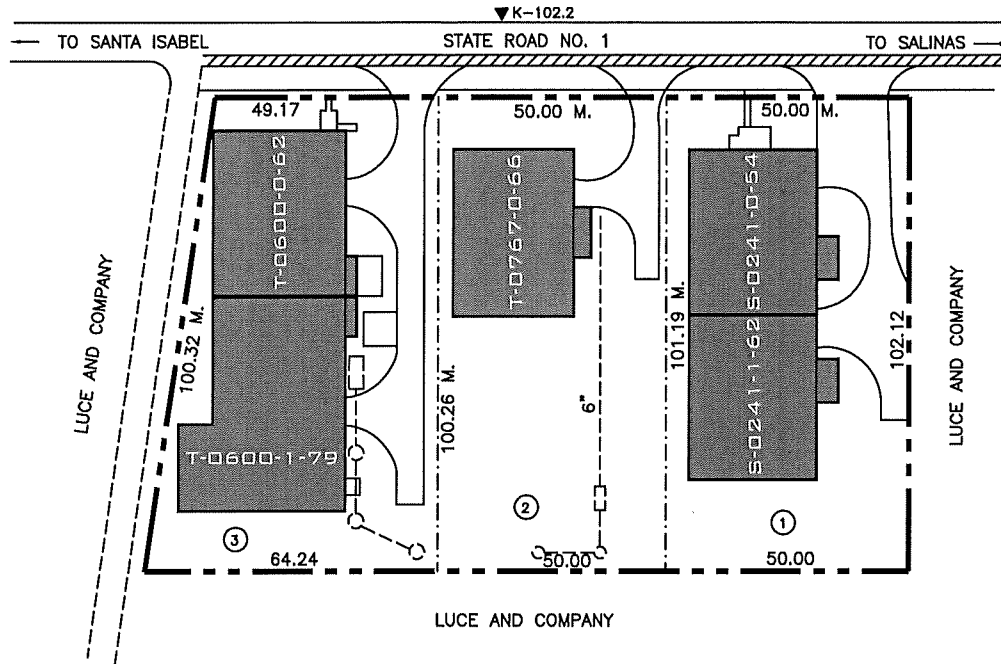 K-102.2
TO SANTA ISABEL
STATE ROAD NO. 1
TO SALINAS
49.17
50.00 M.
50.00 M.
T-0600-0-62
T-0767-0-66
S-0241-0-54
LUCE AND COMPANY
100.32 M.
100.26 M.
101.19 M.
102.12
LUCE AND COMPANY
6"
S-0241-1-62
T-0600-1-79
3
2
1
64.24
50.00
50.00
LUCE AND COMPANY